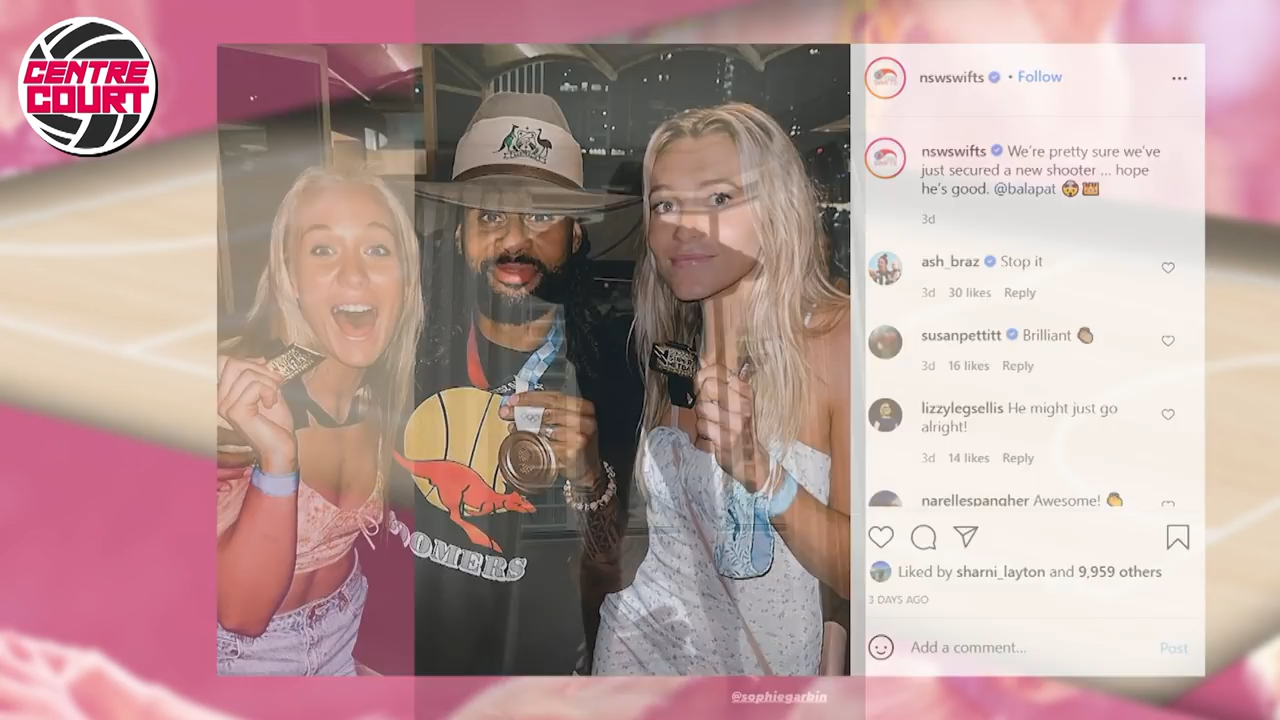 CENTRE
COURT
nswswifts • Follow
nswswifts We're pretty sure we've
just secured a new shooter ... hope
he's good. @balapat
3d
ash_braz Stop it
3d 30 likes Reply
susanpettitt Brilliant
3d 16 likes Reply
lizzylegsellis He might just go
alright!
3d 14 likes Reply
narellespangher Awesome!
OOMERS
Liked by sharni_layton and 9,959 others
3 DAYS AGO
Add a comment...
Post
@sophiegarbin